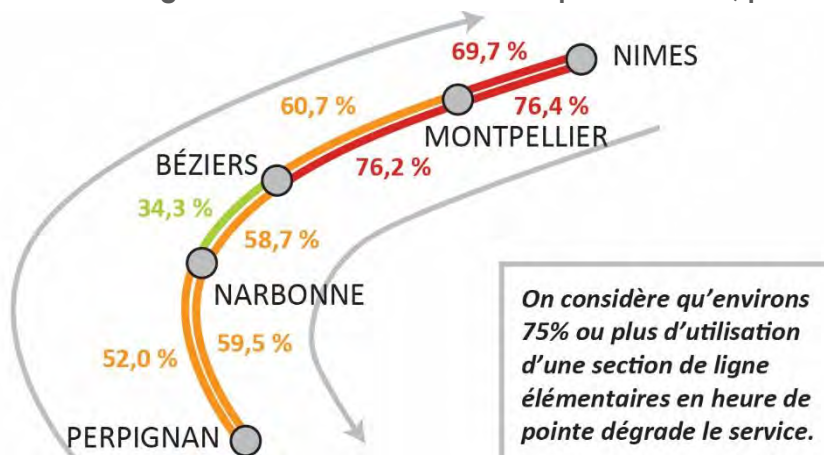 69,7 %
NIMES
60,7 %
76,4 %
MONTPELLIER
BÉZIERS
76,2 %
34,3 %
58,7 %
NARBONNE
52,0 %
59,5 %
PERPIGNAN
On considère qu'environs
75% ou plus d'utilisation
d'une section de ligne
élémentaires en heure de
pointe dégrade le service.